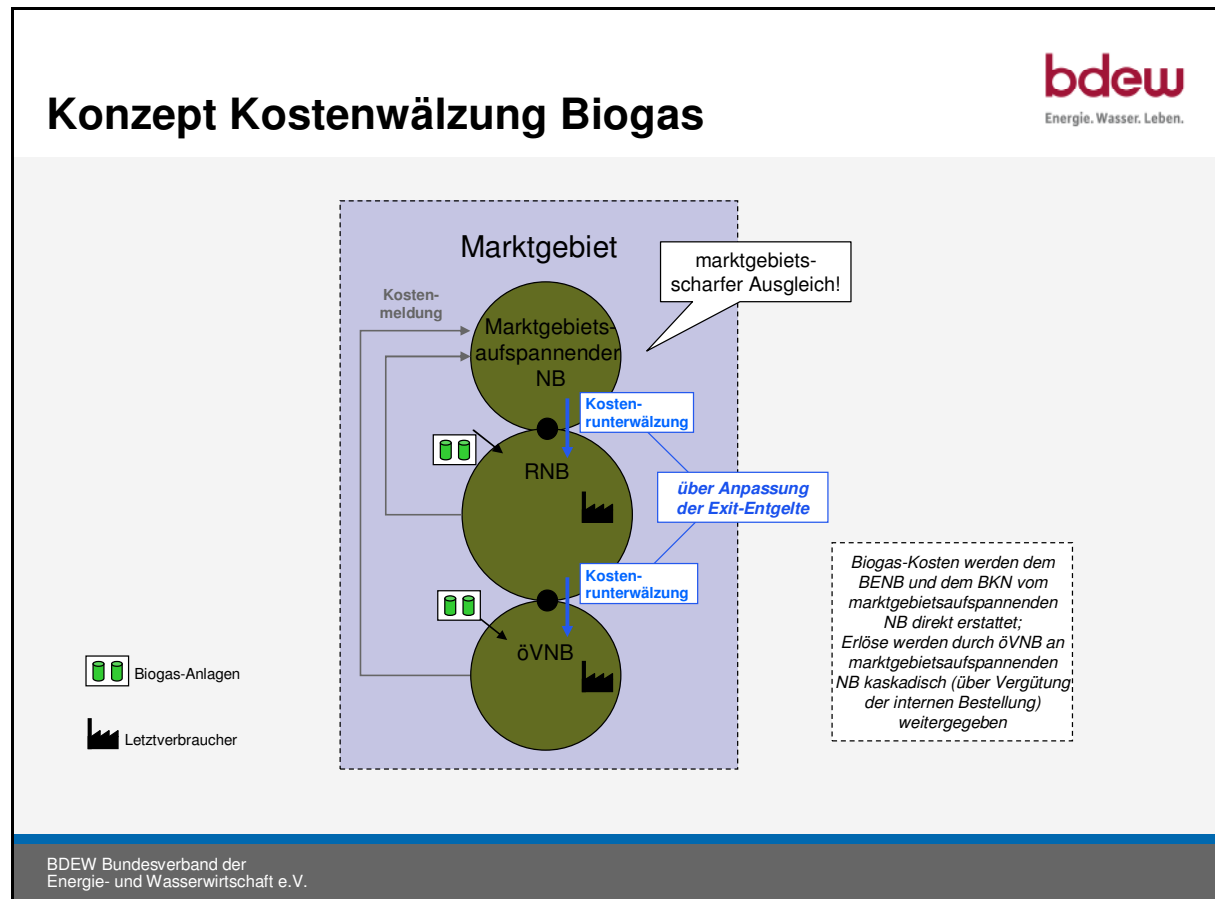 Konzept Kostenwälzung Biogas
bdew
Energie. Wasser. Leben.
Marktgebiet
marktgebiets-
scharfer Ausgleich!
Kosten-
meldung
Marktgebiets-
aufspannender
NB
Kosten-
runterwälzung
RNB
über Anpassung
der Exit-Entgelte
Kosten-
runterwälzung
öVNB
Biogas-Kosten werden dem
BENB und dem BKN vom
marktgebietsaufspannenden
NB direkt erstattet;
Erlöse werden durch öVNB an
marktgebietsaufspannenden
NB kaskadisch (über Vergütung
der internen Bestellung)
weitergegeben
Biogas-Anlagen
Letztverbraucher
BDEW Bundesverband der
Energie- und Wasserwirtschaft e.V.